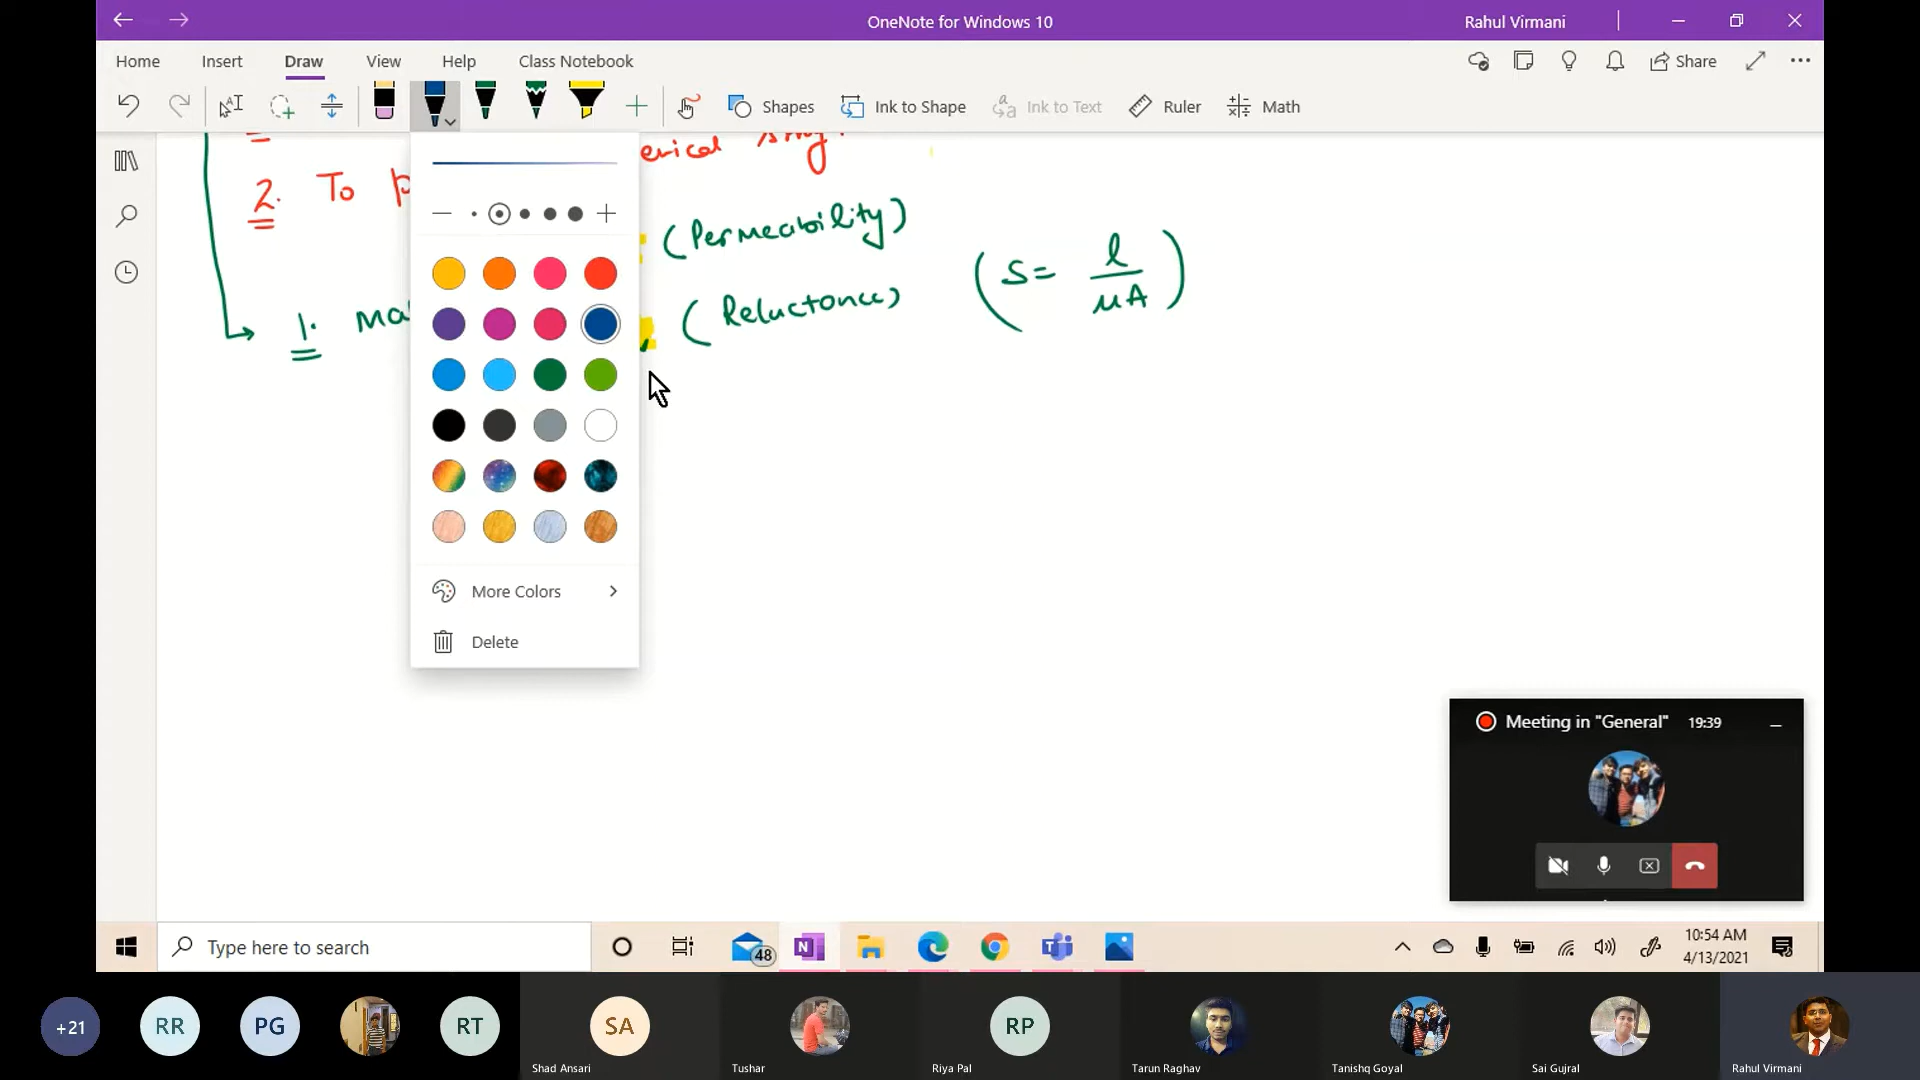 OneNote for Windows 10
Rahul Virmani
Home Insert Draw View Help Class Notebook
Share
Shapes Ink to Shape Ink to Text Ruler Math
erical
2. To p
(Permeability)
1. Ma
(Reluctance)
(S = l / μA)
More Colors
Delete
Meeting in "General" 19:39
Type here to search
48
N
10:54 AM
4/13/2021
+21 RR PG RT SA RP
Shad Ansari Tushar Riya Pal Tarun Raghav Tanishq Goyal Sai Gujral Rahul Virmani